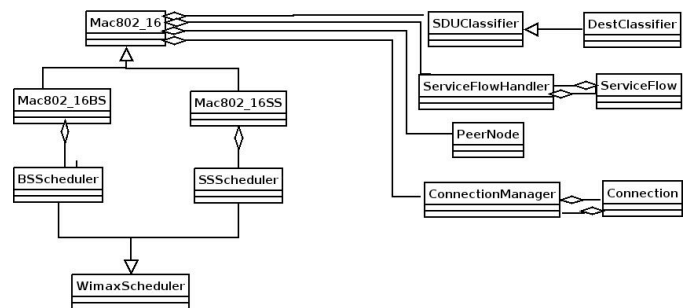 Mac802_16
SDUClassifier
DestClassifier
Mac802_16BS
Mac802_16SS
ServiceFlowHandler
ServiceFlow
PeerNode
BSScheduler
SSScheduler
ConnectionManager
Connection
WimaxScheduler